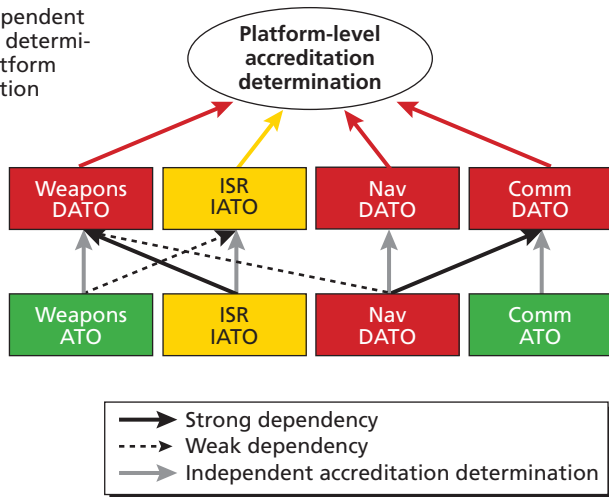 pendent
determi-
tform
tion
Platform-level
accreditation
determination
Weapons
DATO
ISR
IATO
Nav
DATO
Comm
DATO
Weapons
ATO
ISR
IATO
Nav
DATO
Comm
ATO
Strong dependency
Weak dependency
Independent accreditation determination